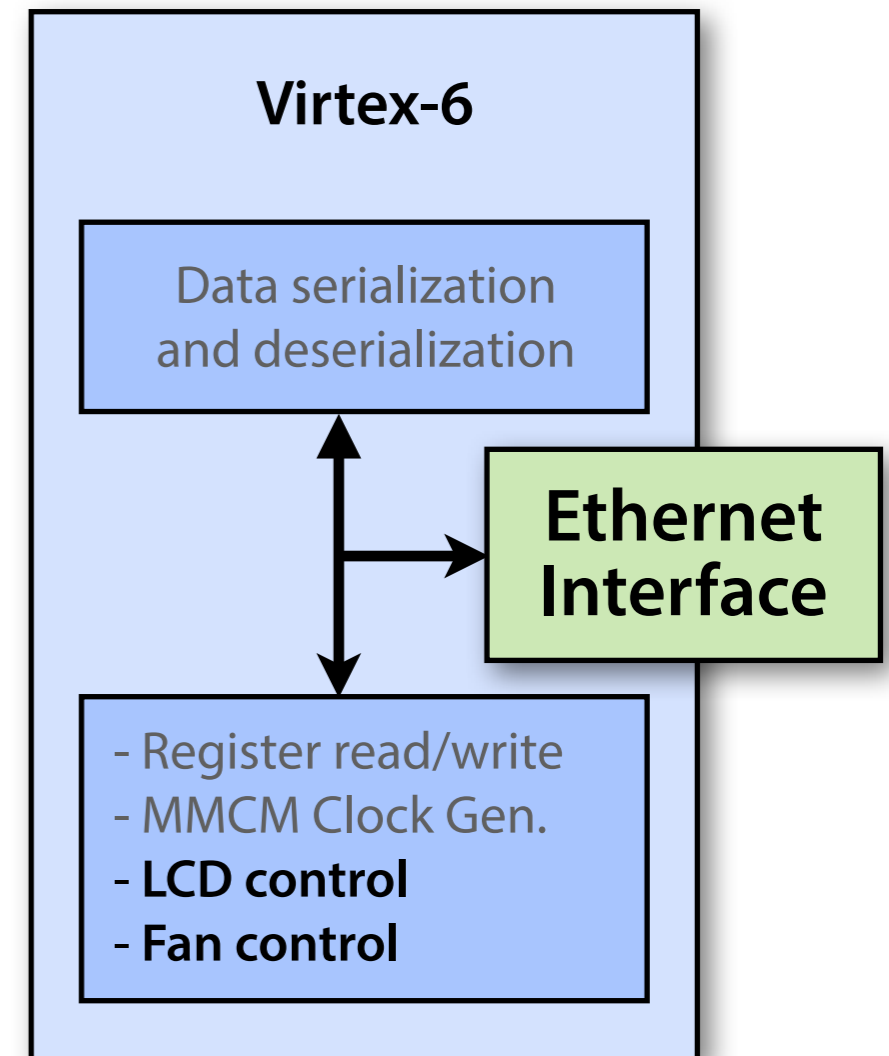 Virtex-6
Data serialization
and deserialization
Ethernet
Interface
- Register read/write
- MMCM Clock Gen.
- LCD control
- Fan control